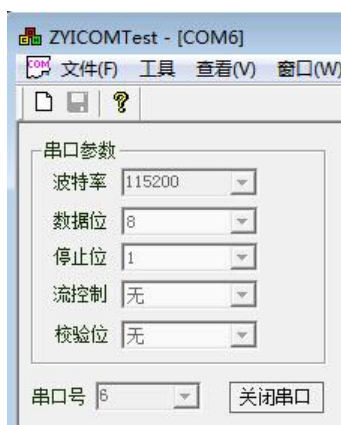 ZYICOMTest - [COM6]
COM 文件(F) 工具 查看(V) 窗口(W)
串口参数
波特率 115200
数据位 8
停止位 1
流控制 无
校验位 无
串口号 6 关闭串口